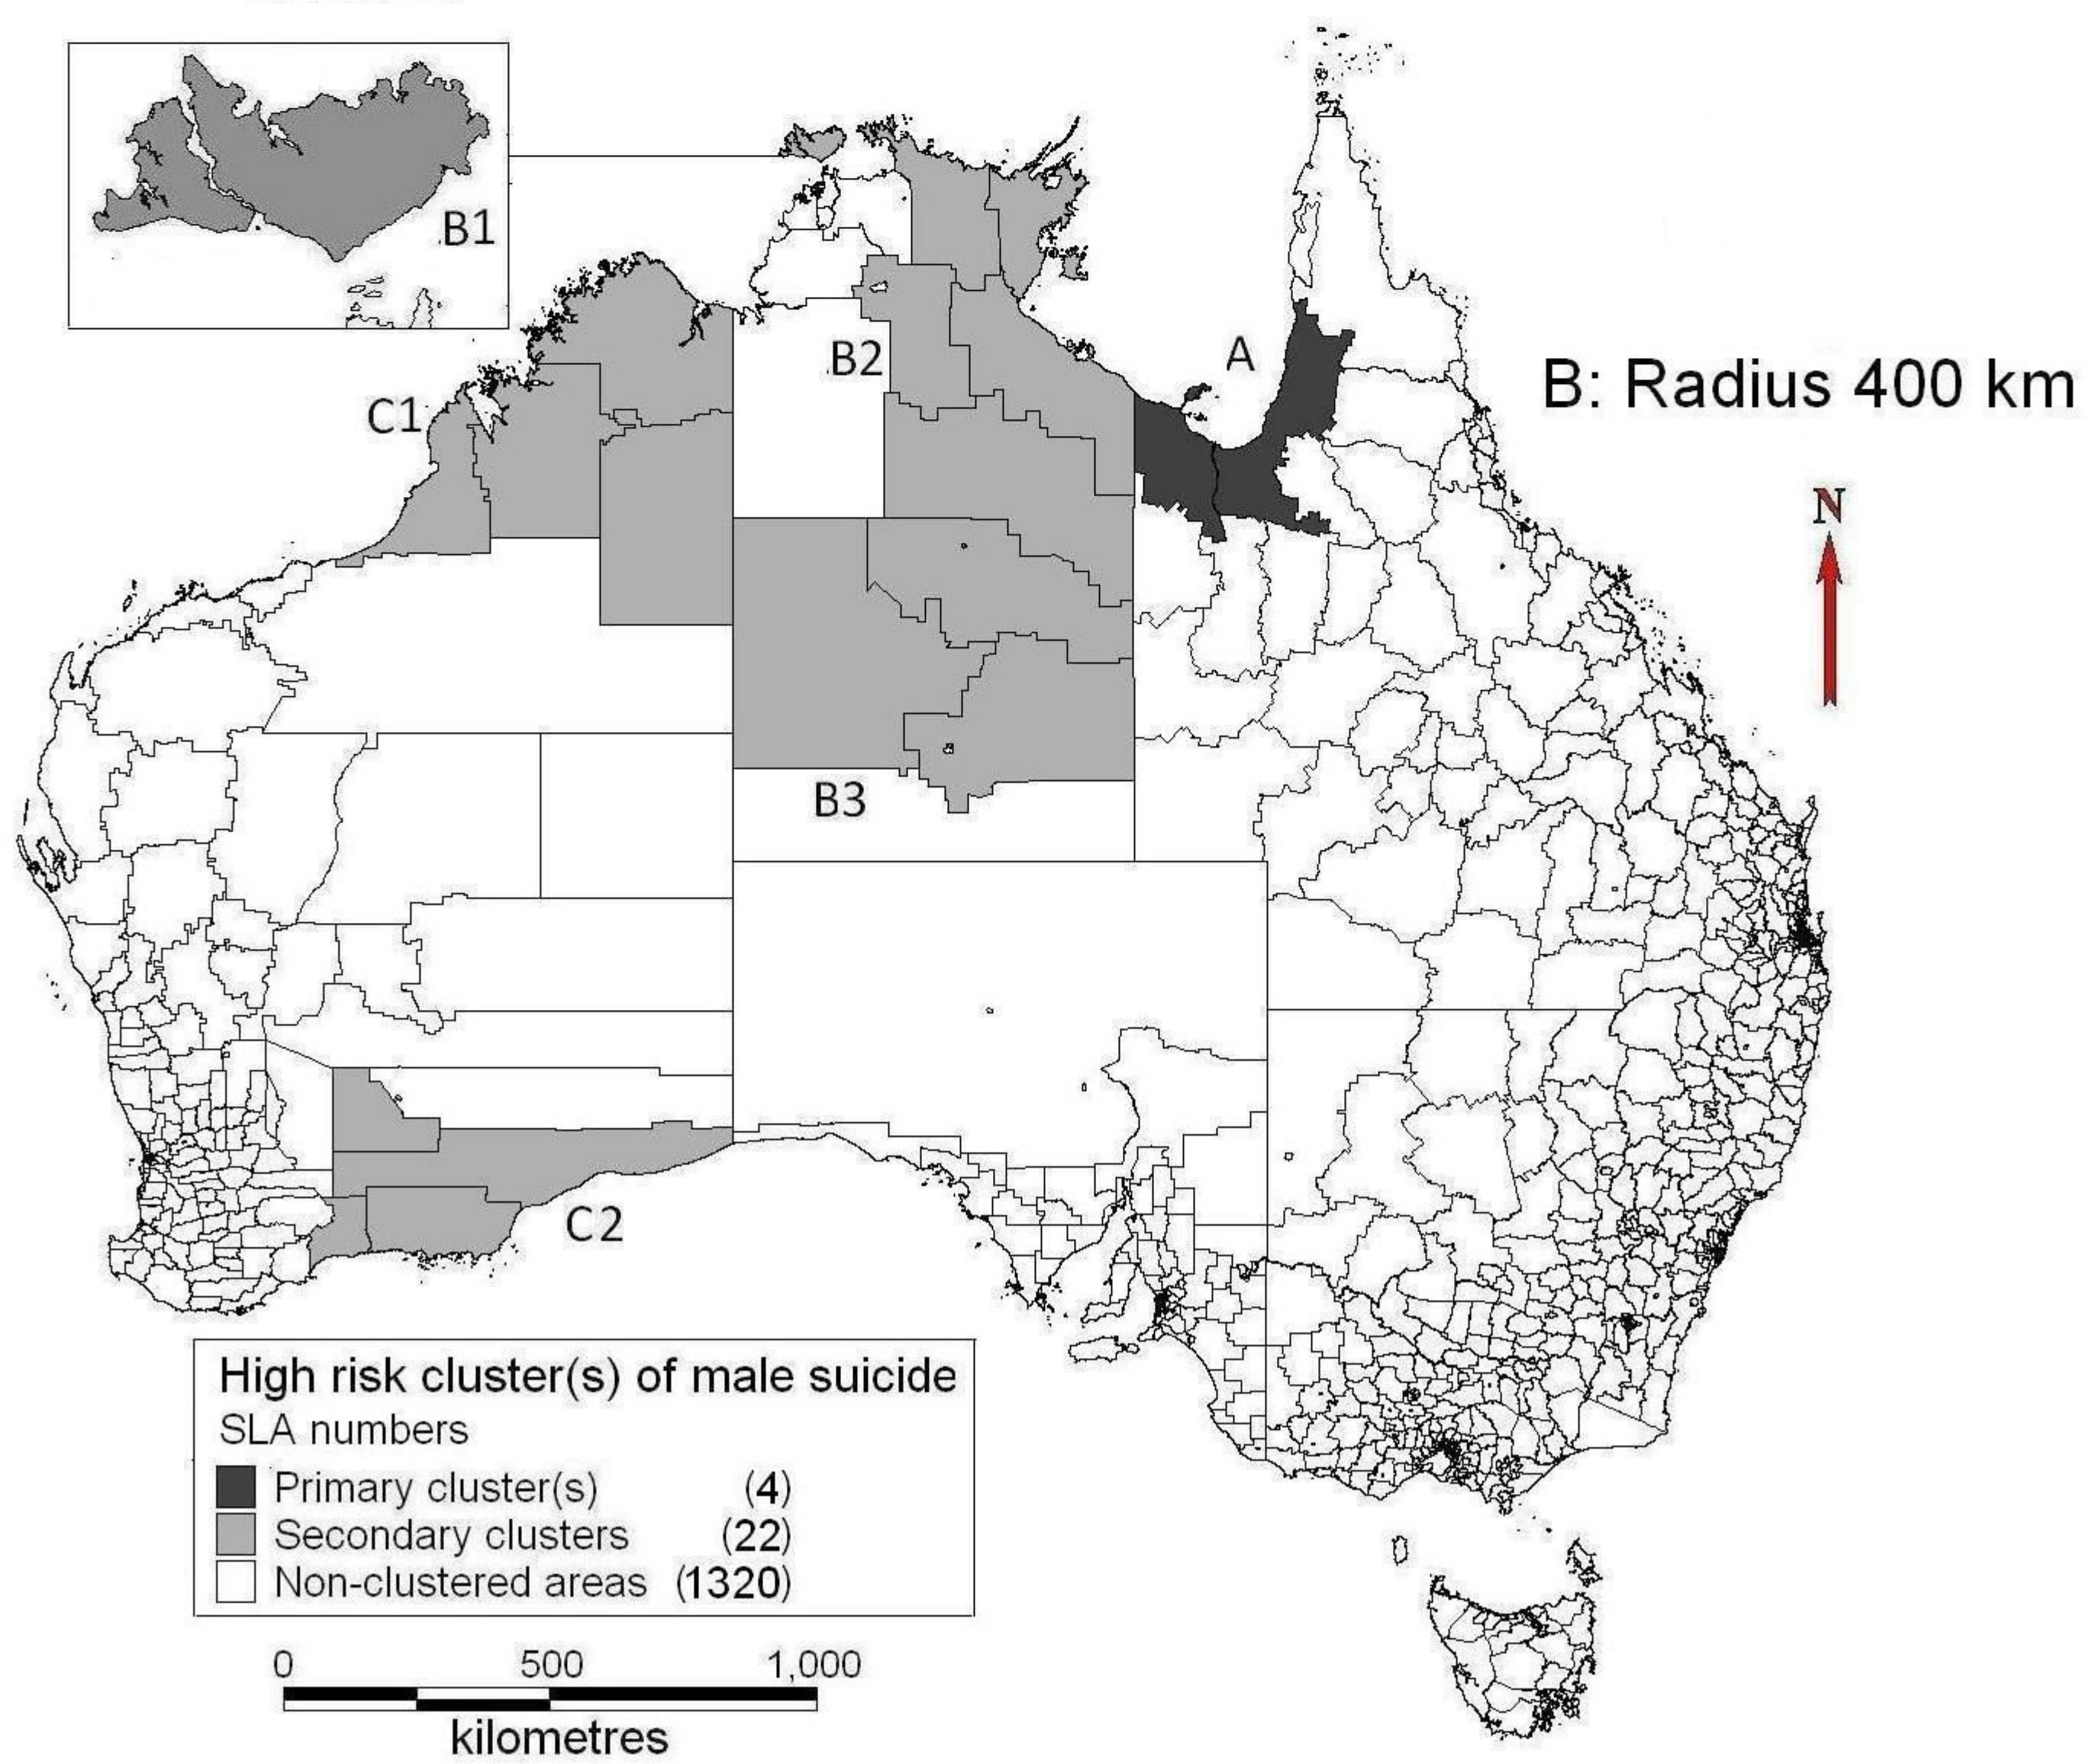 B1
A
B2
B: Radius 400 km
C1
N
B3
C2
High risk cluster(s) of male suicide
SLA numbers
Primary cluster(s) (4)
Secondary clusters (22)
Non-clustered areas (1320)
0 500 1,000
kilometres